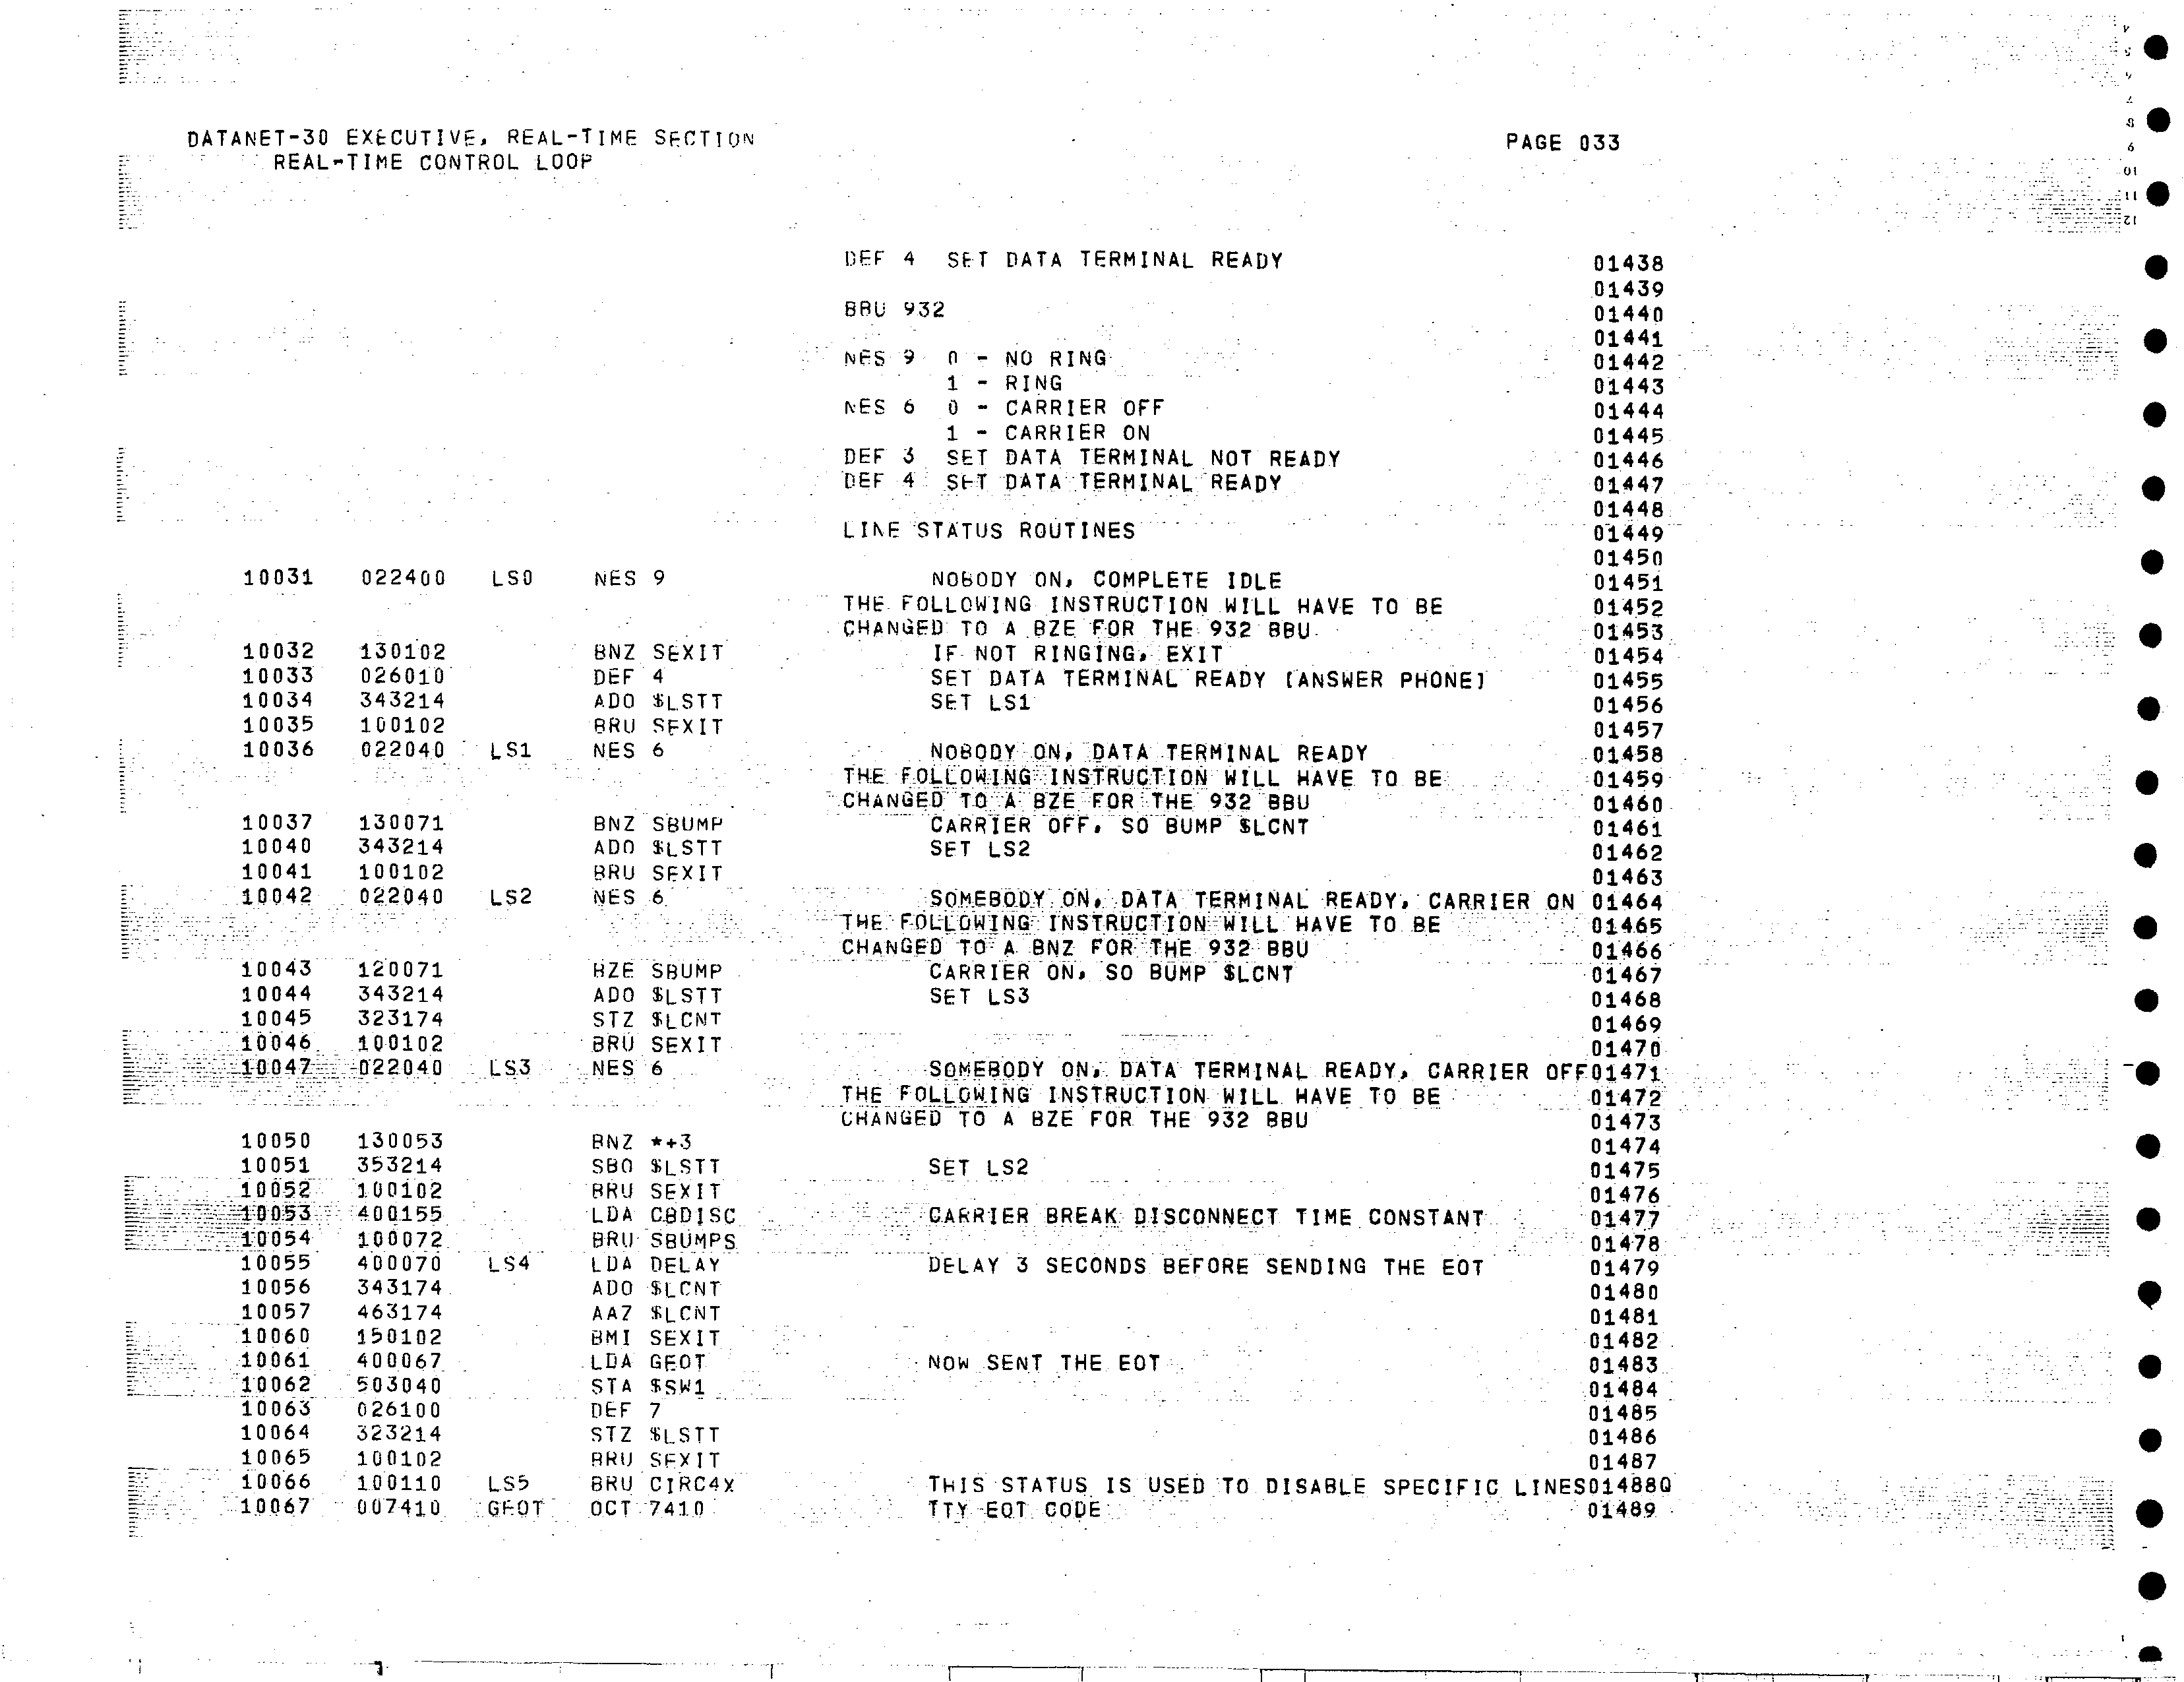 DATANET-30 EXECUTIVE, REAL-TIME SECTION PAGE 033
REAL-TIME CONTROL LOOP
DEF 4 SET DATA TERMINAL READY 01438
01439
BBU 932 01440
01441
NES 9 0 - NO RING 01442
1 - RING 01443
NES 6 0 - CARRIER OFF 01444
1 - CARRIER ON 01445
DEF 3 SET DATA TERMINAL NOT READY 01446
DEF 4 SET DATA TERMINAL READY 01447
01448
LINE STATUS ROUTINES 01449
01450
10031 022400 LS0 NES 9 NOBODY ON, COMPLETE IDLE 01451
THE FOLLOWING INSTRUCTION WILL HAVE TO BE 01452
CHANGED TO A BZE FOR THE 932 BBU. 01453
10032 130102 BNZ SEXIT IF NOT RINGING, EXIT 01454
10033 026010 DEF 4 SET DATA TERMINAL READY [ANSWER PHONE] 01455
10034 343214 ADO $LSTT SET LS1 01456
10035 100102 BRU SEXIT 01457
10036 022040 LS1 NES 6 NOBODY ON, DATA TERMINAL READY 01458
THE FOLLOWING INSTRUCTION WILL HAVE TO BE 01459
CHANGED TO A BZE FOR THE 932 BBU 01460
10037 130071 BNZ SBUMP CARRIER OFF, SO BUMP $LCNT 01461
10040 343214 ADO $LSTT SET LS2 01462
10041 100102 BRU SEXIT 01463
10042 022040 LS2 NES 6 SOMEBODY ON, DATA TERMINAL READY, CARRIER ON 01464
THE FOLLOWING INSTRUCTION WILL HAVE TO BE 01465
CHANGED TO A BNZ FOR THE 932 BBU 01466
10043 120071 BZE SBUMP CARRIER ON, SO BUMP $LCNT 01467
10044 343214 ADO $LSTT SET LS3 01468
10045 323174 STZ $LCNT 01469
10046 100102 BRU SEXIT 01470
10047 022040 LS3 NES 6 SOMEBODY ON, DATA TERMINAL READY, CARRIER OFF01471
THE FOLLOWING INSTRUCTION WILL HAVE TO BE 01472
CHANGED TO A BZE FOR THE 932 BBU 01473
10050 130053 BNZ *+3 01474
10051 353214 SBO $LSTT SET LS2 01475
10052 100102 BRU SEXIT 01476
10053 400155 LDA CBDISC CARRIER BREAK DISCONNECT TIME CONSTANT 01477
10054 100072 BRU SBUMPS 01478
10055 400070 LS4 LDA DELAY DELAY 3 SECONDS BEFORE SENDING THE EOT 01479
10056 343174 ADO $LCNT 01480
10057 463174 AAZ $LCNT 01481
10060 150102 BMI SEXIT 01482
10061 400067 LDA GEOT NOW SENT THE EOT 01483
10062 503040 STA $SW1 01484
10063 026100 DEF 7 01485
10064 323214 STZ $LSTT 01486
10065 100102 BRU SEXIT 01487
10066 100110 LS5 BRU CIRC4X THIS STATUS IS USED TO DISABLE SPECIFIC LINES01488Q
10067 007410 GEOT OCT 7410 TTY EOT CODE 01489